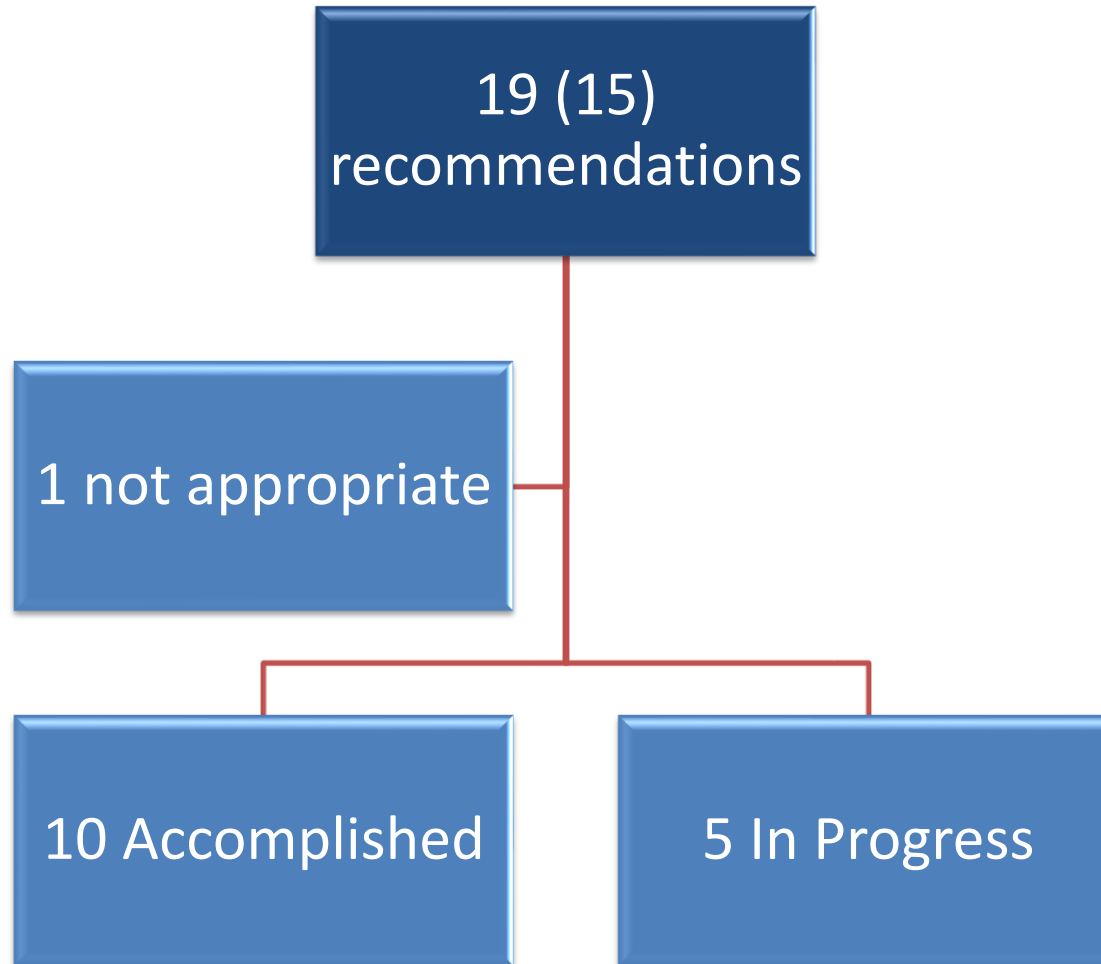 19 (15)
recommendations
1 not appropriate
10 Accomplished
5 In Progress